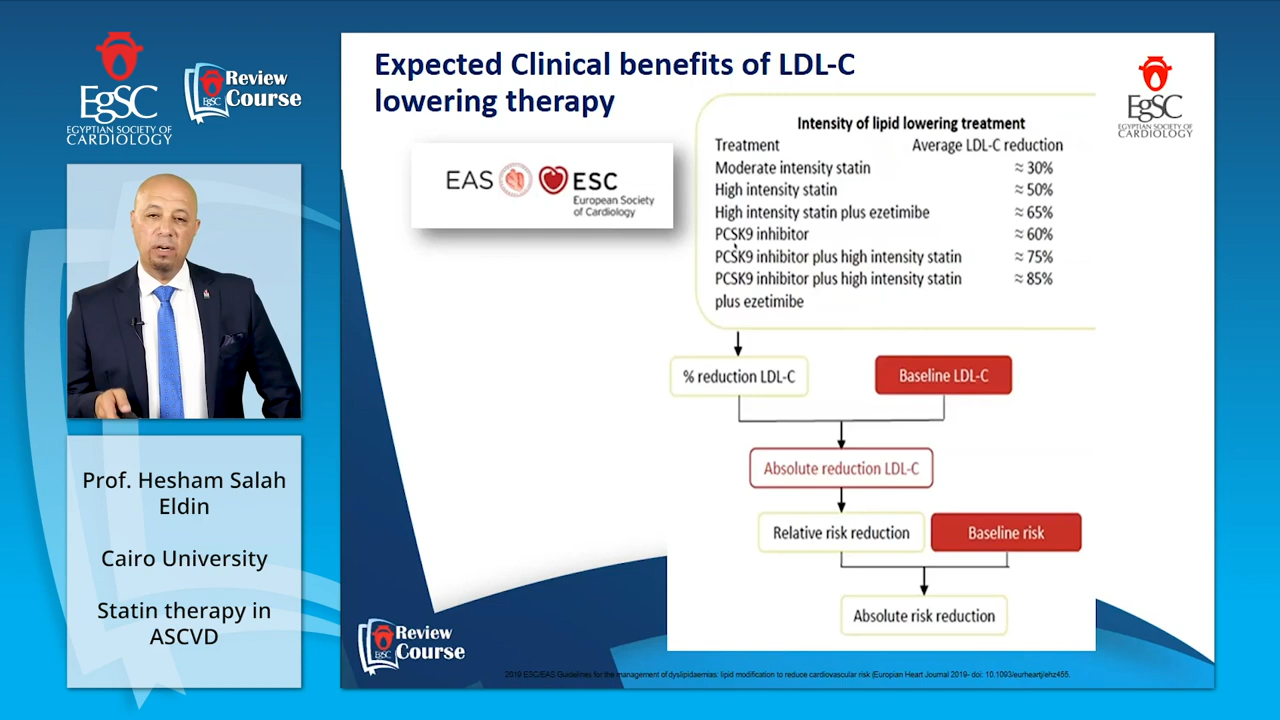 EgSC
EGYPTIAN SOCIETY OF
CARDIOLOGY
Review
Course
EgSC
Prof. Hesham Salah
Eldin
Cairo University
Statin therapy in
ASCVD
Expected Clinical benefits of LDL-C
lowering therapy
EgSC
EGYPTIAN SOCIETY OF
CARDIOLOGY
EAS
ESC
European Society
of Cardiology
Intensity of lipid lowering treatment
Treatment Average LDL-C reduction
Moderate intensity statin ≈ 30%
High intensity statin ≈ 50%
High intensity statin plus ezetimibe ≈ 65%
PCSK9 inhibitor ≈ 60%
PCSK9 inhibitor plus high intensity statin ≈ 75%
PCSK9 inhibitor plus high intensity statin ≈ 85%
plus ezetimibe
% reduction LDL-C Baseline LDL-C
Absolute reduction LDL-C
Relative risk reduction Baseline risk
Absolute risk reduction
Review
Course
EgSC
2019 ESC/EAS Guidelines for the management of dyslipidaemias: lipid modification to reduce cardiovascular risk (Europian Heart Journal 2019- doi: 10.1093/eurheartj/ehz455.